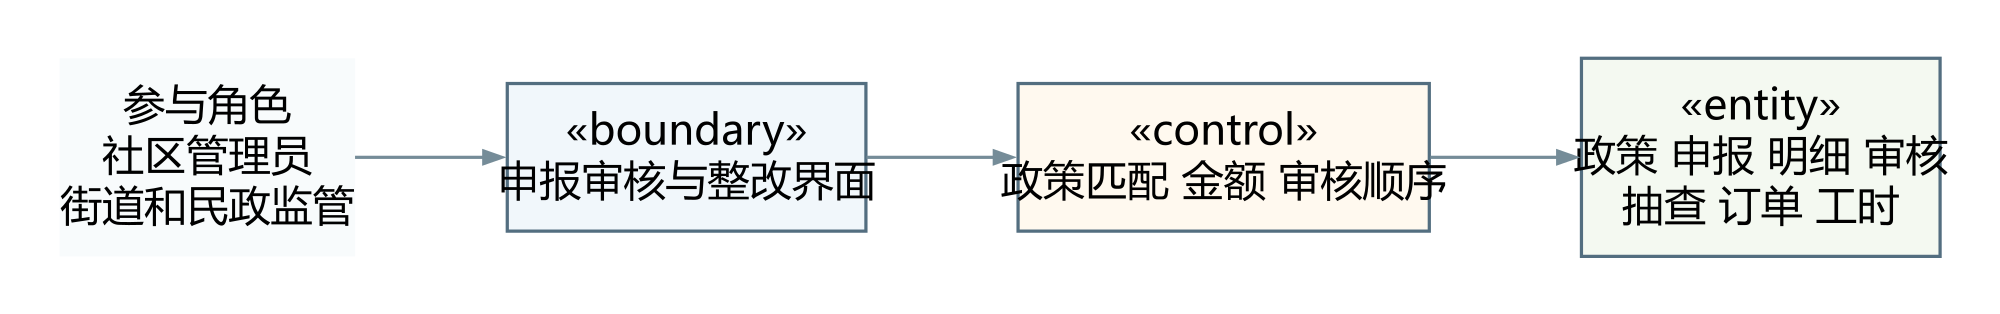 参与角色
社区管理员
街道和民政监管
«boundary»
申报审核与整改界面
«control»
政策匹配 金额 审核顺序
«entity»
政策 申报 明细 审核
抽查 订单 工时